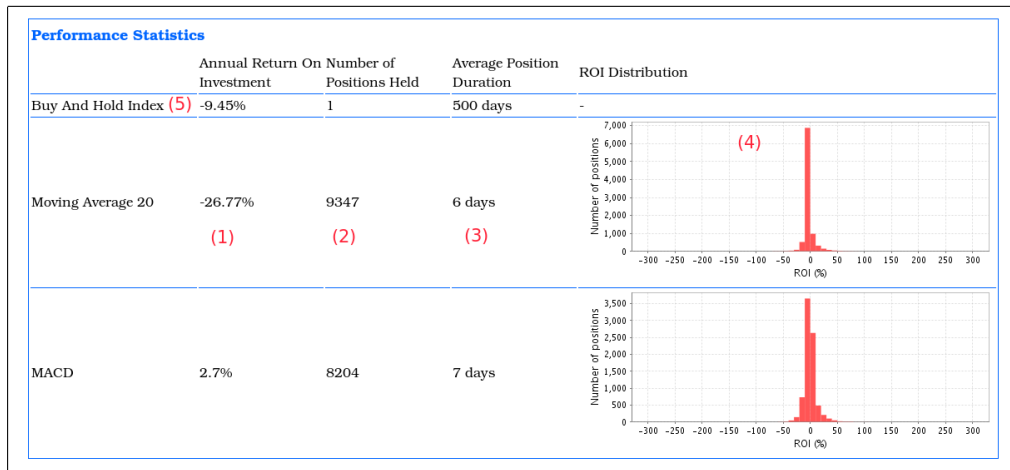 Performance Statistics
Annual Return On Investment
Number of Positions Held
Average Position Duration
ROI Distribution
Buy And Hold Index (5) -9.45% 1 500 days -
Moving Average 20 -26.77% 9347 6 days
(1) (2) (3) (4)
Number of positions
7,000
6,000
5,000
4,000
3,000
2,000
1,000
0
-300 -250 -200 -150 -100 -50 0 50 100 150 200 250 300
ROI (%)
MACD 2.7% 8204 7 days
Number of positions
3,500
3,000
2,500
2,000
1,500
1,000
500
0
-300 -250 -200 -150 -100 -50 0 50 100 150 200 250 300
ROI (%)